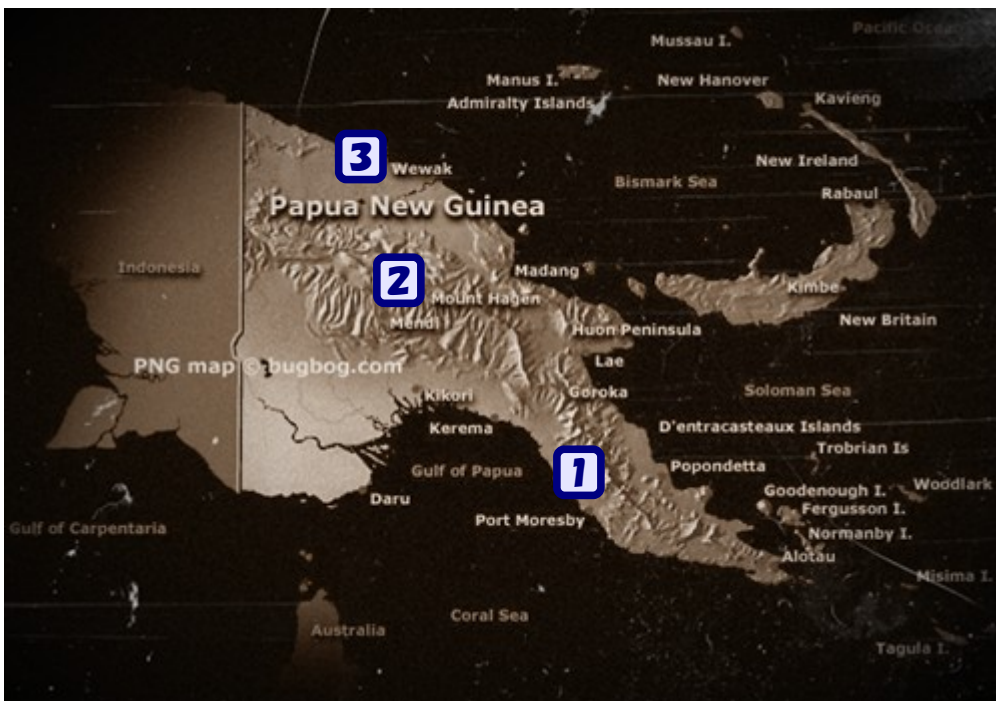 Pacific Ocean
Mussau I.
Manus I.
New Hanover
Admiralty Islands
Kavieng
3
Wewak
New Ireland
Bismark Sea
Rabaul
Papua New Guinea
Indonesia
2
Madang
Mount Hagen
Kimbe
Mendi
Huon Peninsula
New Britain
PNG map © bugbog.com
Lae
Kikori
Goroka
Soloman Sea
Kerema
D'entracasteaux Islands
Trobrian Is
Gulf of Papua
1
Popondetta
Woodlark
Daru
Goodenough I.
Fergusson I.
Gulf of Carpentaria
Port Moresby
Normanby I.
Alotau
Misima I.
Coral Sea
Australia
Tagula I.